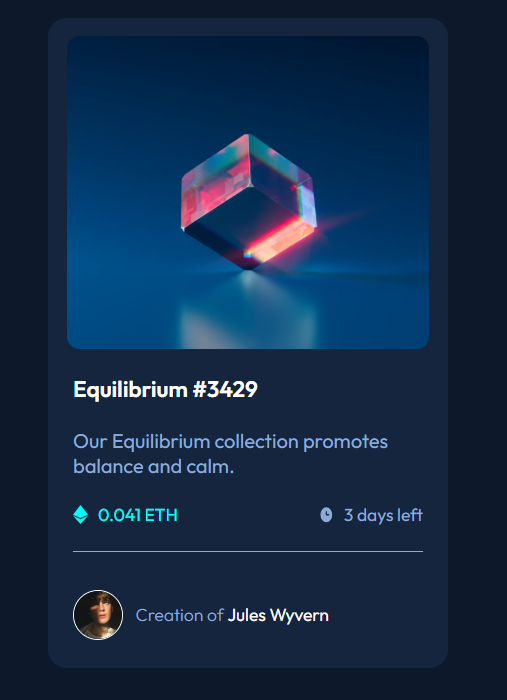 Equilibrium #3429
Our Equilibrium collection promotes
balance and calm.
0.041 ETH
3 days left
Creation of Jules Wyvern